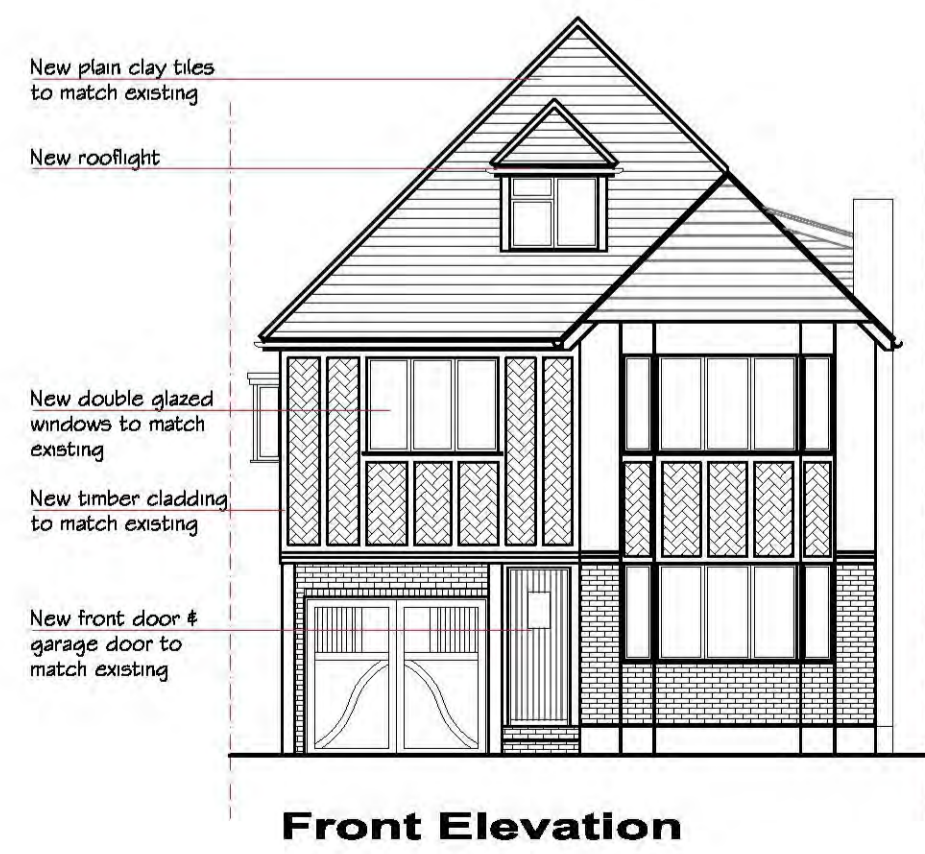 New plain clay tiles
to match existing
New rooflight
New double glazed
windows to match
existing
New timber cladding
to match existing
New front door &
garage door to
match existing
Front Elevation